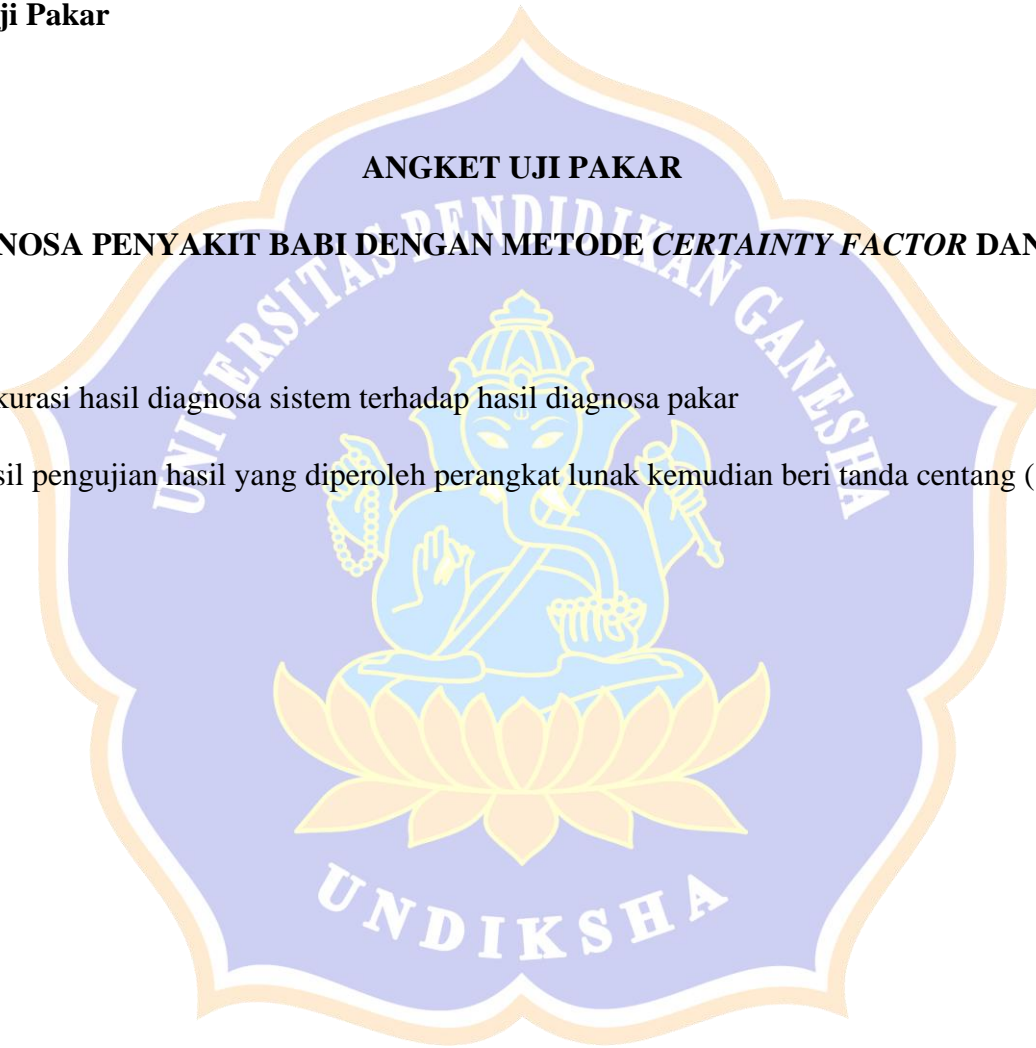 ji Pakar
ANGKET UJI PAKAR
NOSA PENYAKIT BABI DENGAN METODE CERTAINTY FACTOR DAN
kurasi hasil diagnosa sistem terhadap hasil diagnosa pakar
sil pengujian hasil yang diperoleh perangkat lunak kemudian beri tanda centang (
UNIVERSITAS PENDIDIKAN GANESHA
UNDIKSHA